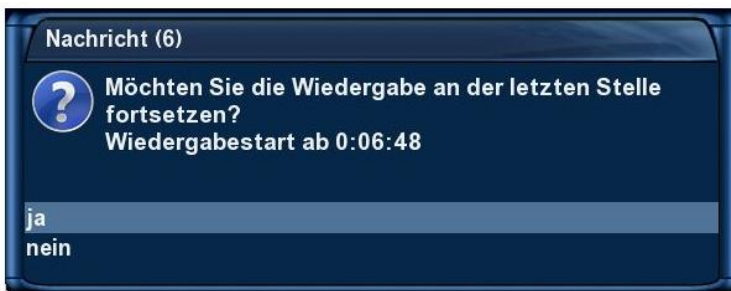 Nachricht (6)
Möchten Sie die Wiedergabe an der letzten Stelle
fortsetzen?
Wiedergabestart ab 0:06:48
ja
nein